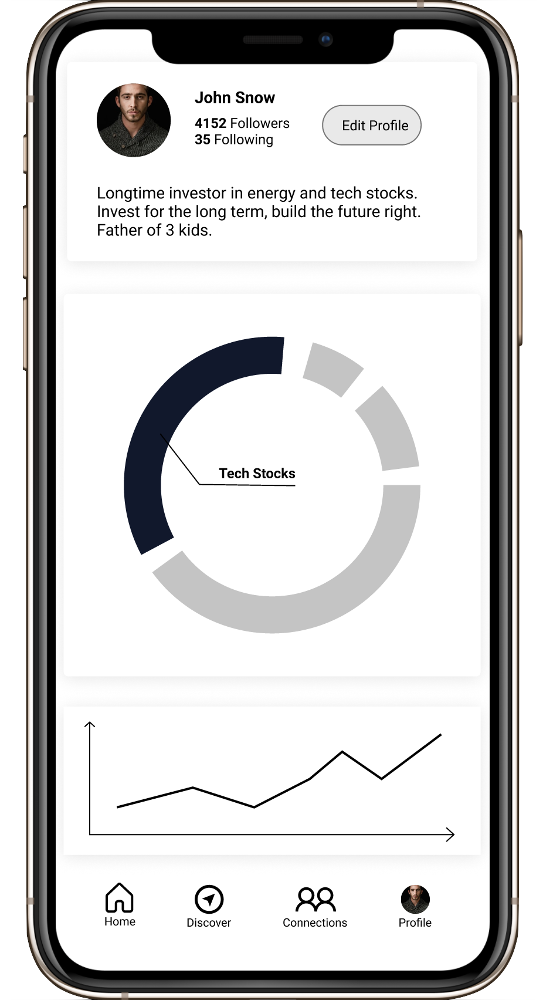 John Snow
4152 Followers
35 Following
Edit Profile
Longtime investor in energy and tech stocks.
Invest for the long term, build the future right.
Father of 3 kids.
Tech Stocks
Home
Discover
Connections
Profile